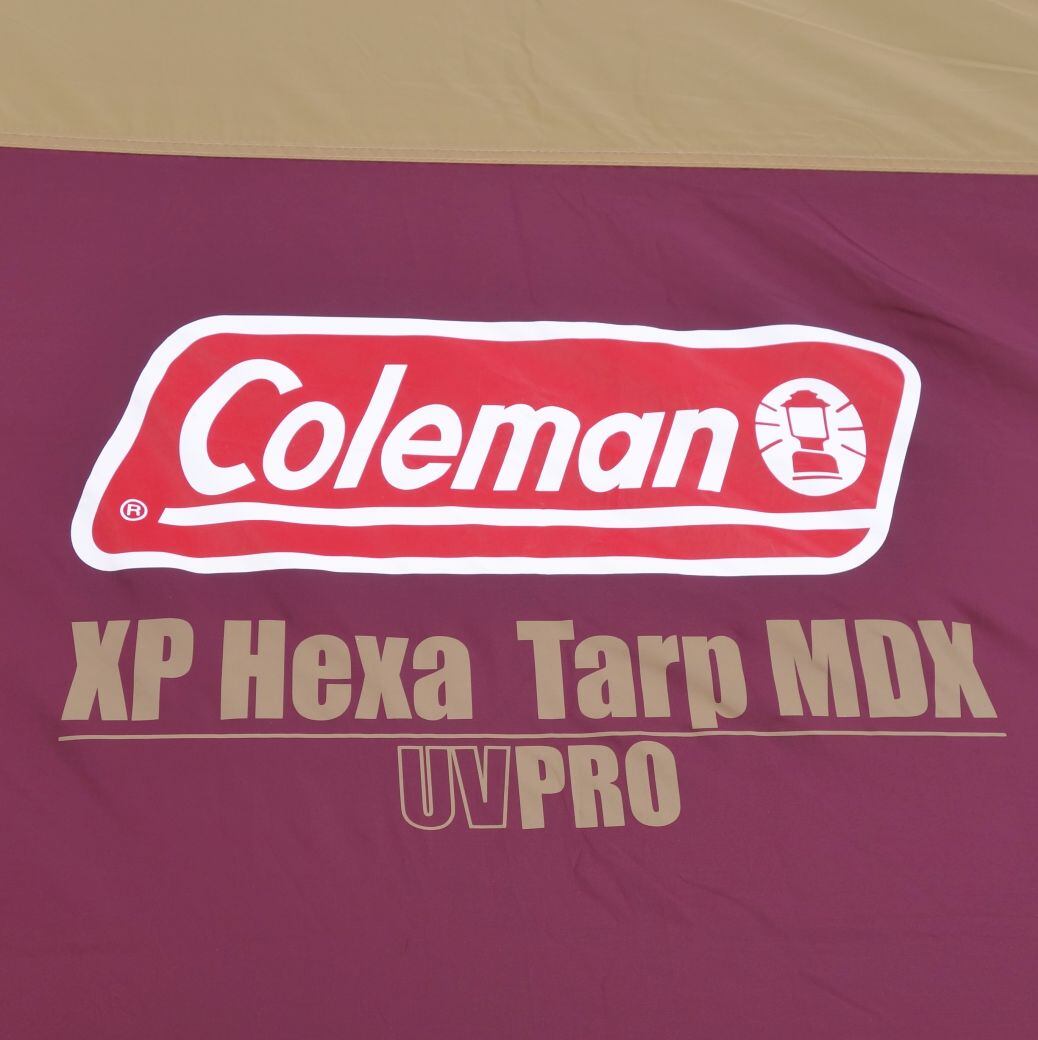 Coleman
®
XP Hexa Tarp MDX
UVPRO